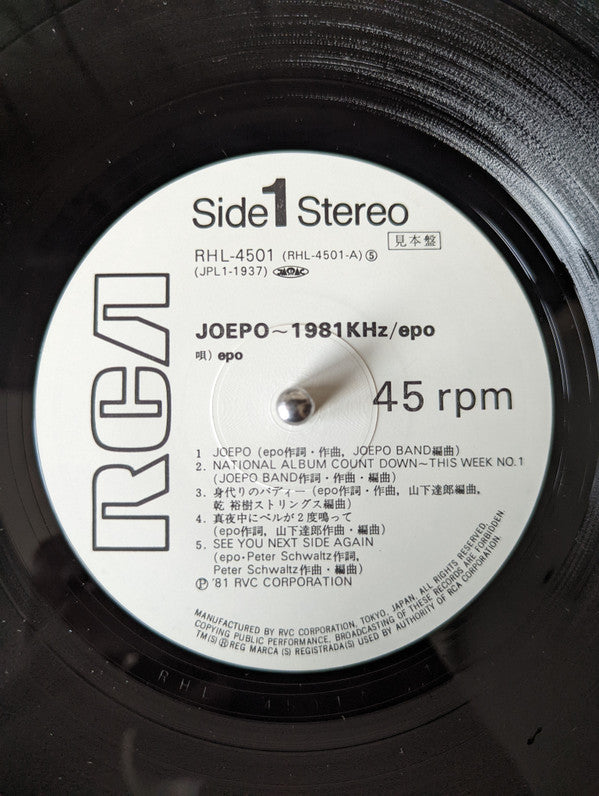 Side 1 Stereo
見本盤
RHL-4501 (RHL-4501-A) ⑤
(JPL1-1937) JASRAC
RCA
JOEPO~1981KHz/epo
唄) epo
45 rpm
1 JOEPO (epo作詞・作曲, JOEPO BAND編曲)
2. NATIONAL ALBUM COUNT DOWN~THIS WEEK NO.1
(JOEPO BAND作詞・作曲・編曲)
3. 身代りのバディー (epo作詞・作曲, 山下達郎編曲,
乾 裕樹ストリングス編曲)
4. 真夜中にベルが2度鳴って
(epo作詞, 山下達郎作曲・編曲)
5. SEE YOU NEXT SIDE AGAIN
(epo・Peter Schwaltz作詞,
Peter Schwaltz作曲・編曲)
Ⓟ '81 RVC CORPORATION
MANUFACTURED BY RVC CORPORATION, TOKYO, JAPAN, ALL RIGHTS RESERVED,
COPYING PUBLIC PERFORMANCE, BROADCASTING OF THESE RECORDS ARE FORBIDDEN.
TM(S) Ⓡ REG MARCA (S) REGISTRADA(S) USED BY AUTHORITY OF RCA CORPORATION.
RHL